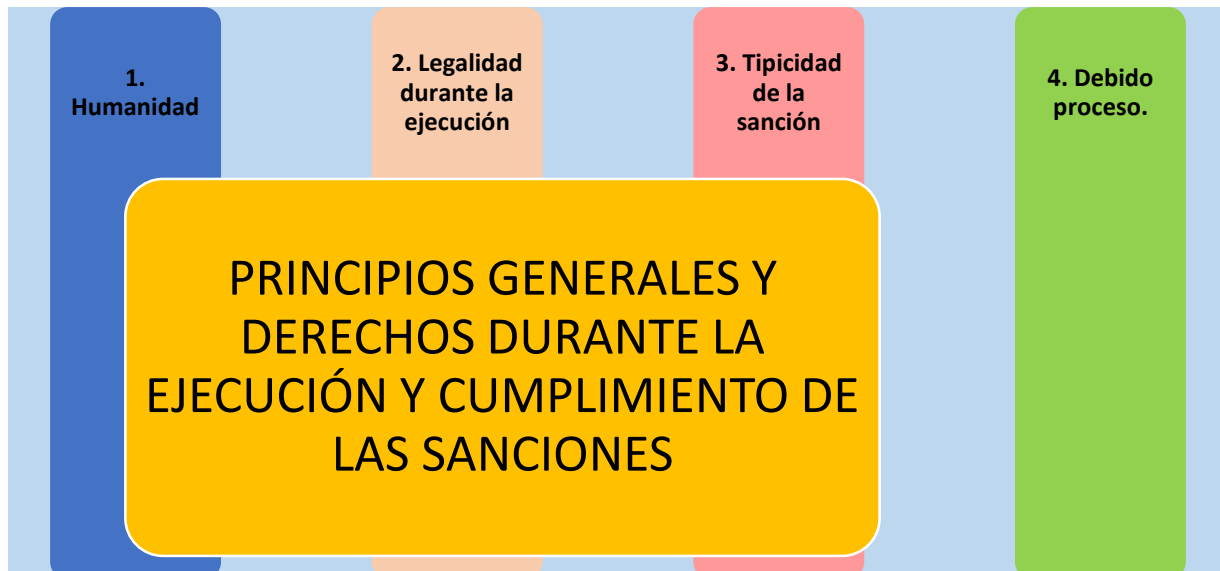 1.
Humanidad
2. Legalidad
durante la
ejecución
3. Tipicidad
de la
sanción
4. Debido
proceso.
PRINCIPIOS GENERALES Y
DERECHOS DURANTE LA
EJECUCIÓN Y CUMPLIMIENTO DE
LAS SANCIONES